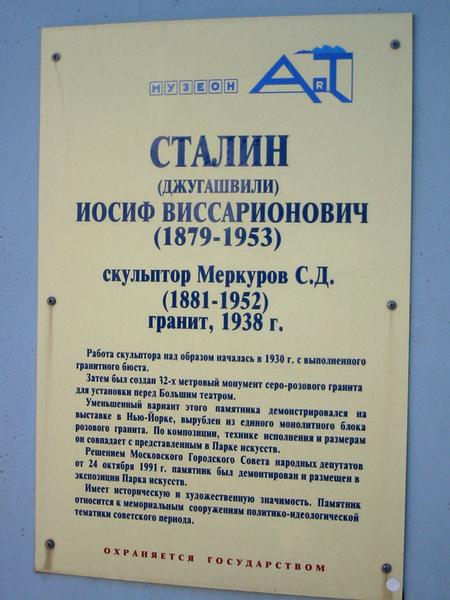 МУЗЕОН ART
СТАЛИН
(ДЖУГАШВИЛИ)
ИОСИФ ВИССАРИОНОВИЧ
(1879-1953)
скульптор Меркуров С.Д.
(1881-1952)
гранит, 1938 г.
Работа скульптора над образом началась в 1930 г. с выполненного
гранитного бюста.
Затем был создан 32-х метровый монумент серо-розового гранита
для установки перед Большим театром.
Уменьшенный вариант этого памятника демонстрировался на
выставке в Нью-Йорке, вырублен из единого монолитного блока
розового гранита. По композиции, технике исполнения и размерам
он совпадает с представленным в Парке искусств.
Решением Московского Городского Совета народных депутатов
от 24 октября 1991 г. памятник был демонтирован и размещен в
экспозиции Парка искусств.
Имеет историческую и художественную значимость. Памятник
относится к мемориальным сооружениям политико-идеологической
тематики советского периода.
ОХРАНЯЕТСЯ ГОСУДАРСТВОМ